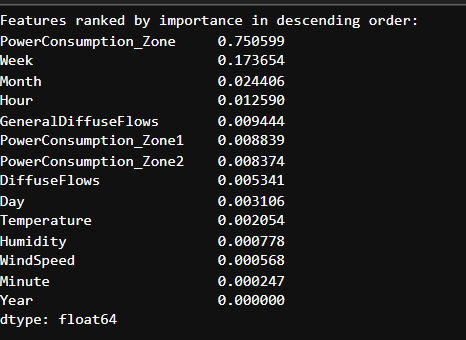 Features ranked by importance in descending order:
PowerConsumption_Zone 0.750599
Week 0.173654
Month 0.024406
Hour 0.012590
GeneralDiffuseFlows 0.009444
PowerConsumption_Zone1 0.008839
PowerConsumption_Zone2 0.008374
DiffuseFlows 0.005341
Day 0.003106
Temperature 0.002054
Humidity 0.000778
WindSpeed 0.000568
Minute 0.000247
Year 0.000000
dtype: float64